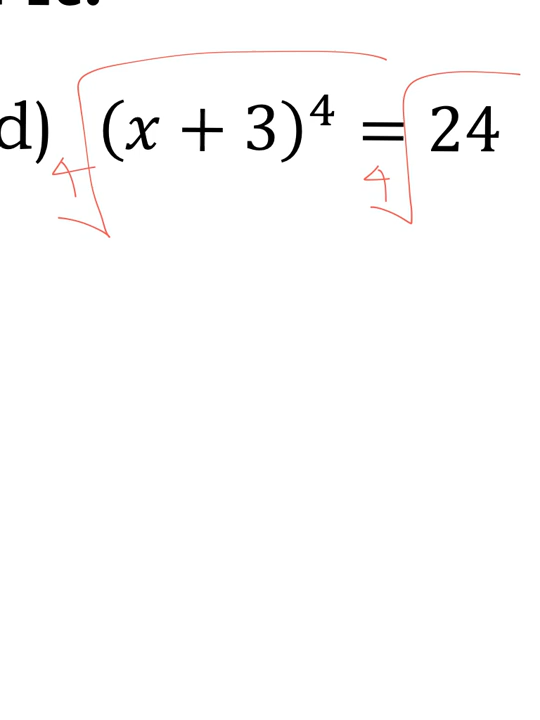 d) ∜(x + 3)⁴ = ∜24